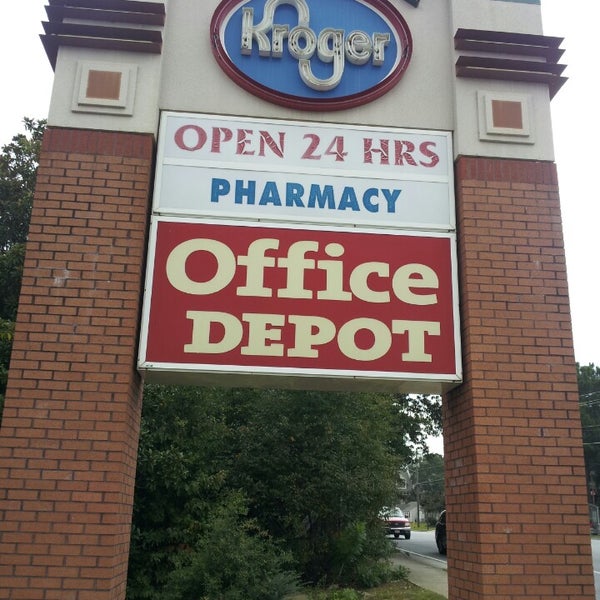 Kroger
OPEN 24 HRS
PHARMACY
Office
DEPOT